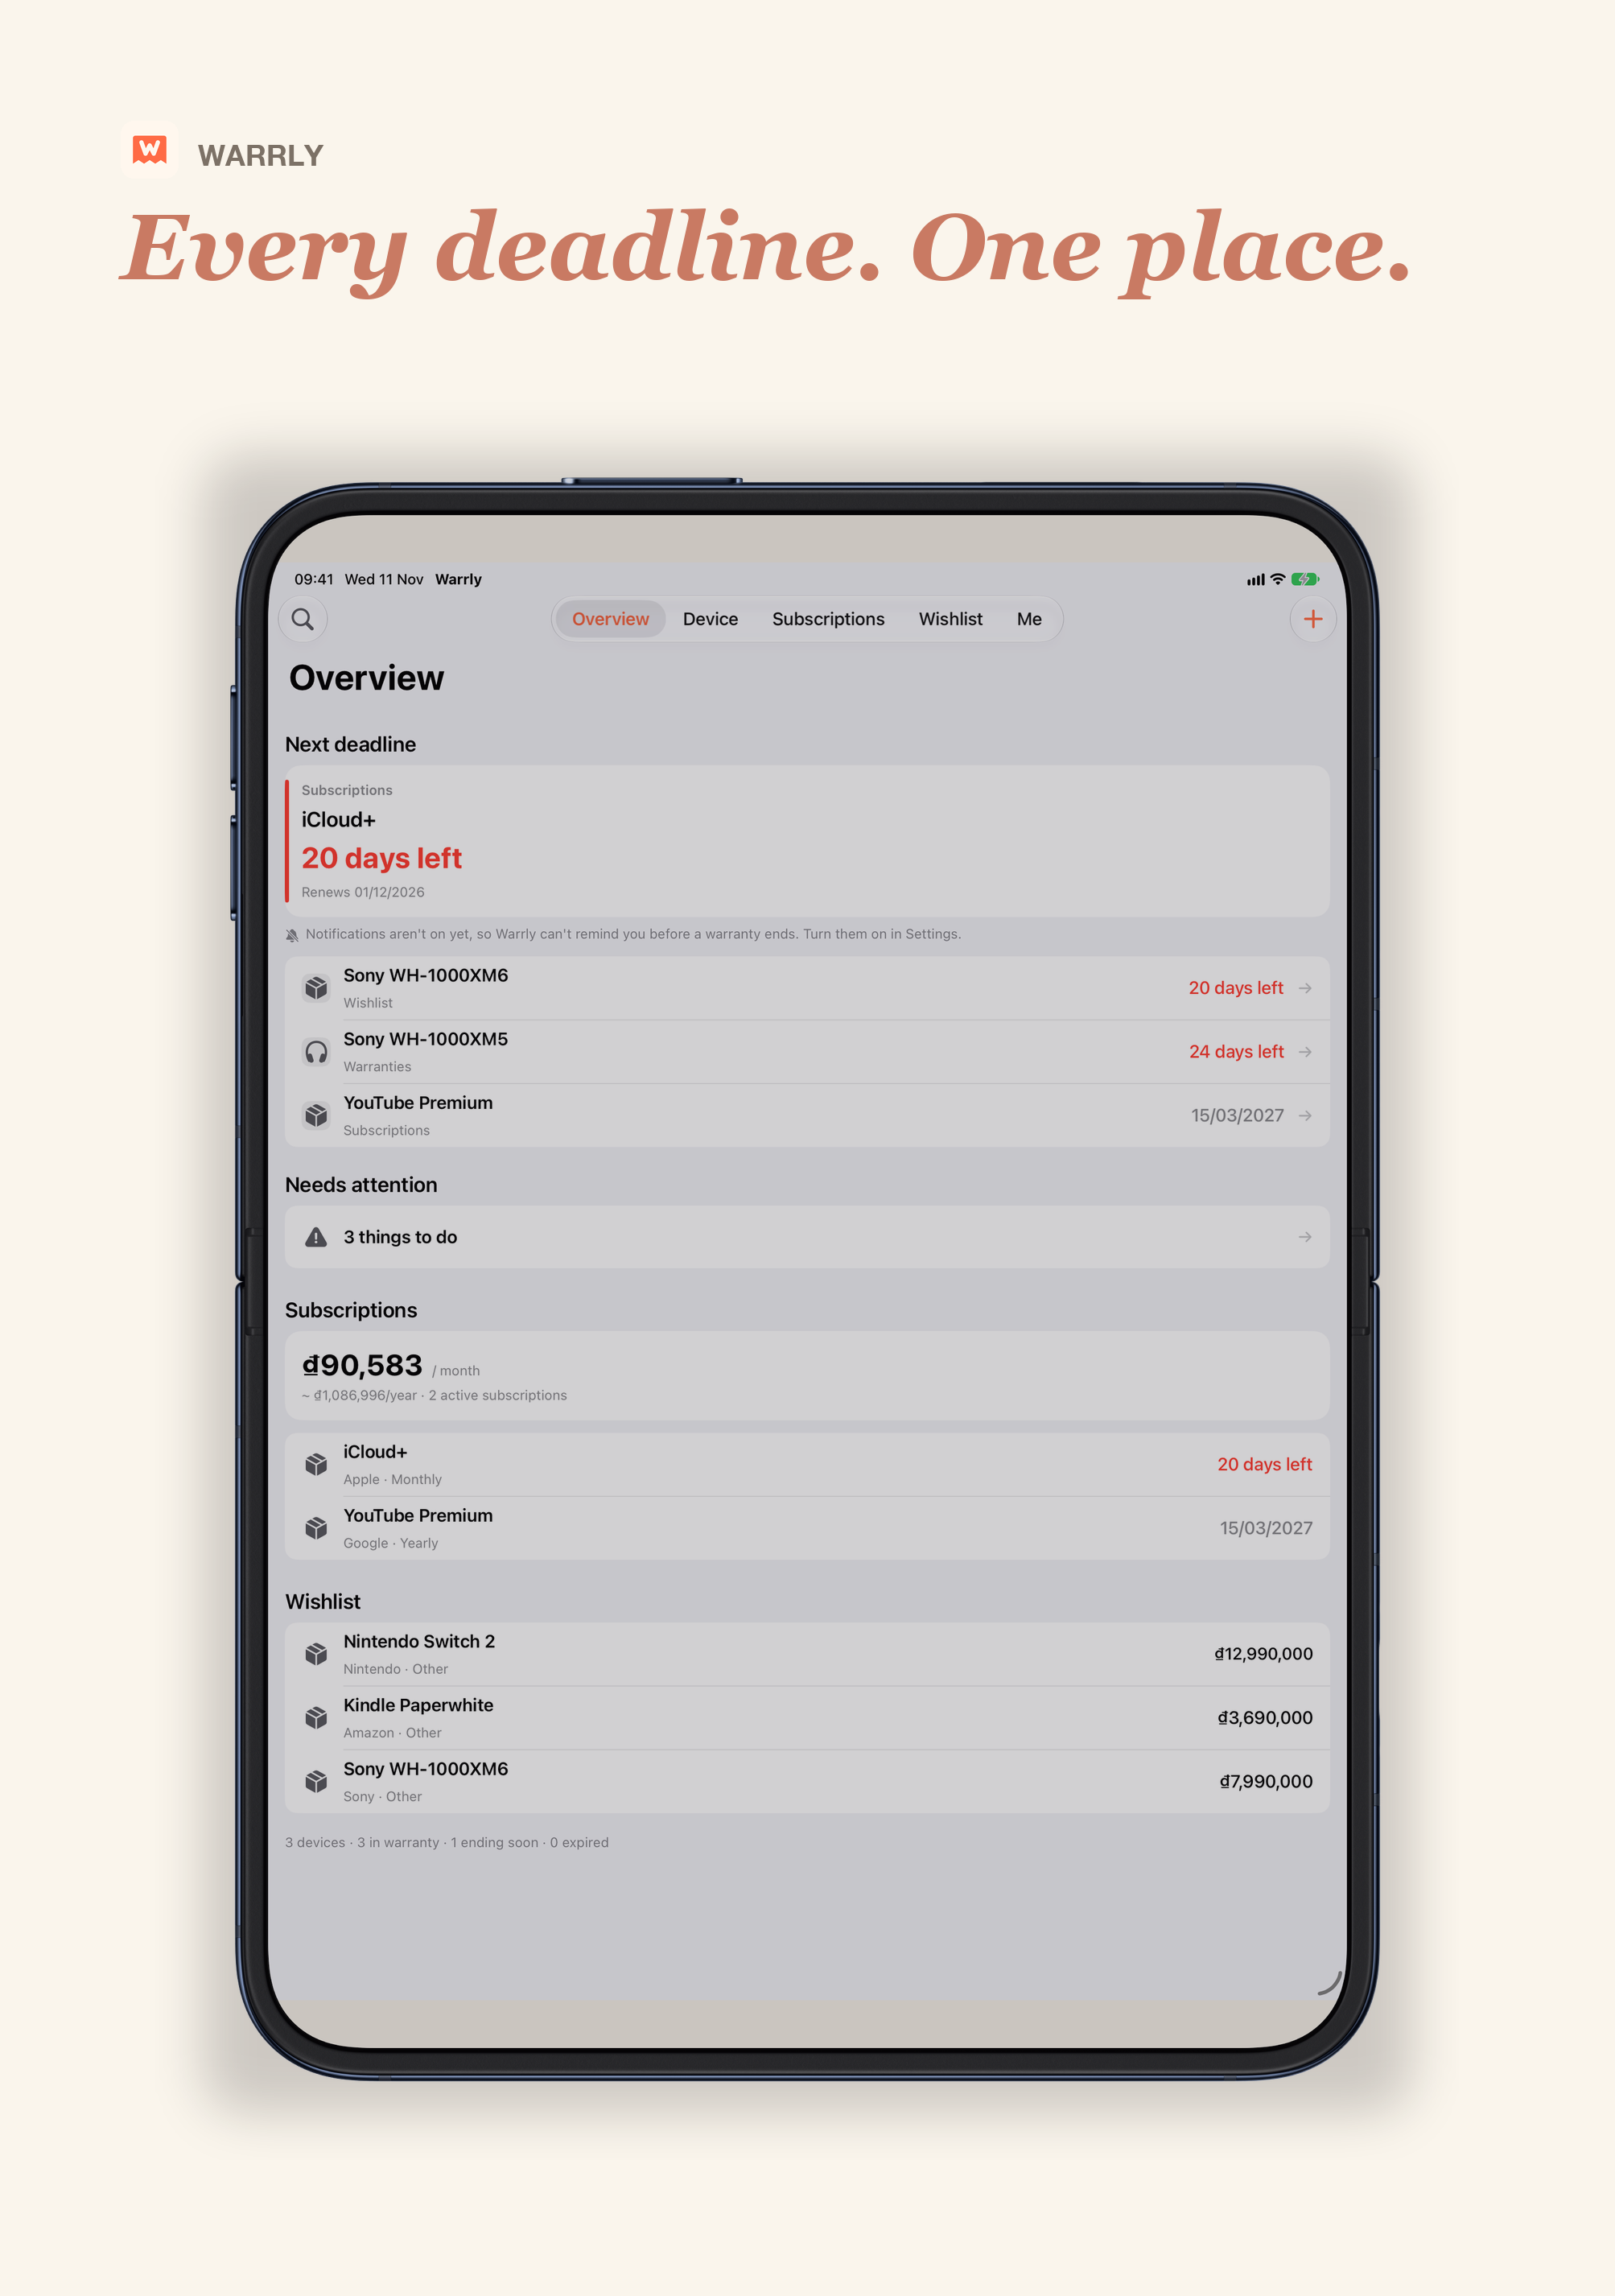 WARRLY
Every deadline. One place.
09:41 Wed 11 Nov Warrly
Overview Device Subscriptions Wishlist Me
Overview
Next deadline
Subscriptions
iCloud+
20 days left
Renews 01/12/2026
Notifications aren't on yet, so Warrly can't remind you before a warranty ends. Turn them on in Settings.
Sony WH-1000XM6
Wishlist
20 days left
Sony WH-1000XM5
Warranties
24 days left
YouTube Premium
Subscriptions
15/03/2027
Needs attention
3 things to do
Subscriptions
₫90,583 / month
~ ₫1,086,996/year · 2 active subscriptions
iCloud+
Apple · Monthly
20 days left
YouTube Premium
Google · Yearly
15/03/2027
Wishlist
Nintendo Switch 2
Nintendo · Other
₫12,990,000
Kindle Paperwhite
Amazon · Other
₫3,690,000
Sony WH-1000XM6
Sony · Other
₫7,990,000
3 devices · 3 in warranty · 1 ending soon · 0 expired